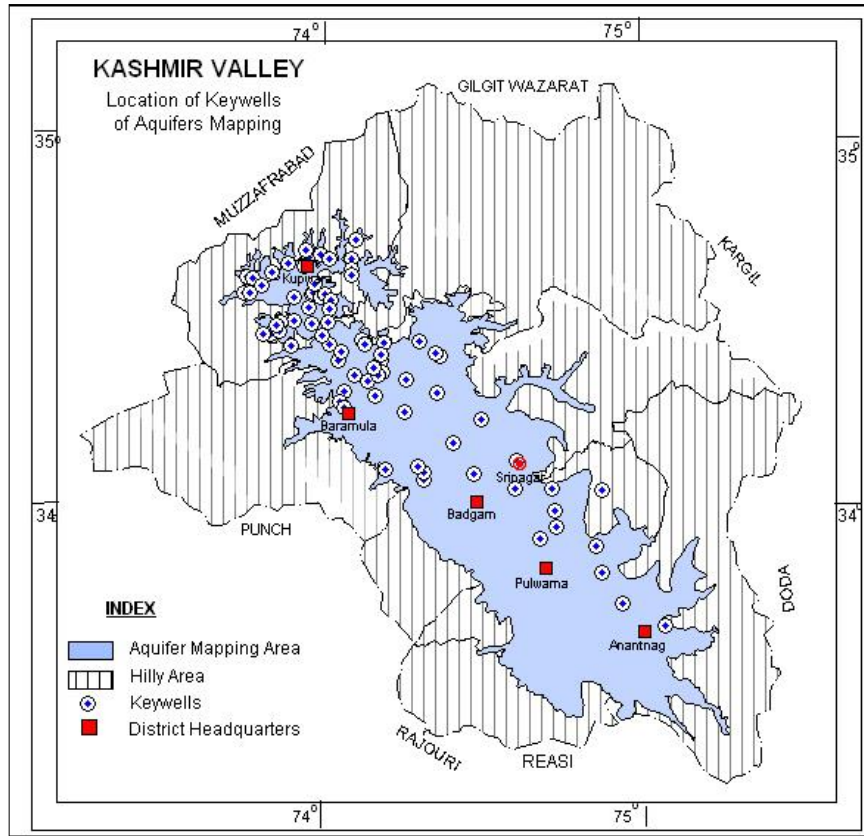 74°
75°
KASHMIR VALLEY
Location of Keywells
of Aquifers Mapping
GILGIT WAZARAT
35°
35°
MUZZAFRABAD
KARGIL
Baramula
Srinagar
34
34°
Badgam
PUNCH
Pulwama
DODA
INDEX
Anantnag
Aquifer Mapping Area
Hilly Area
Keywells
District Headquarters
RAJOURI
REASI
74°
75°